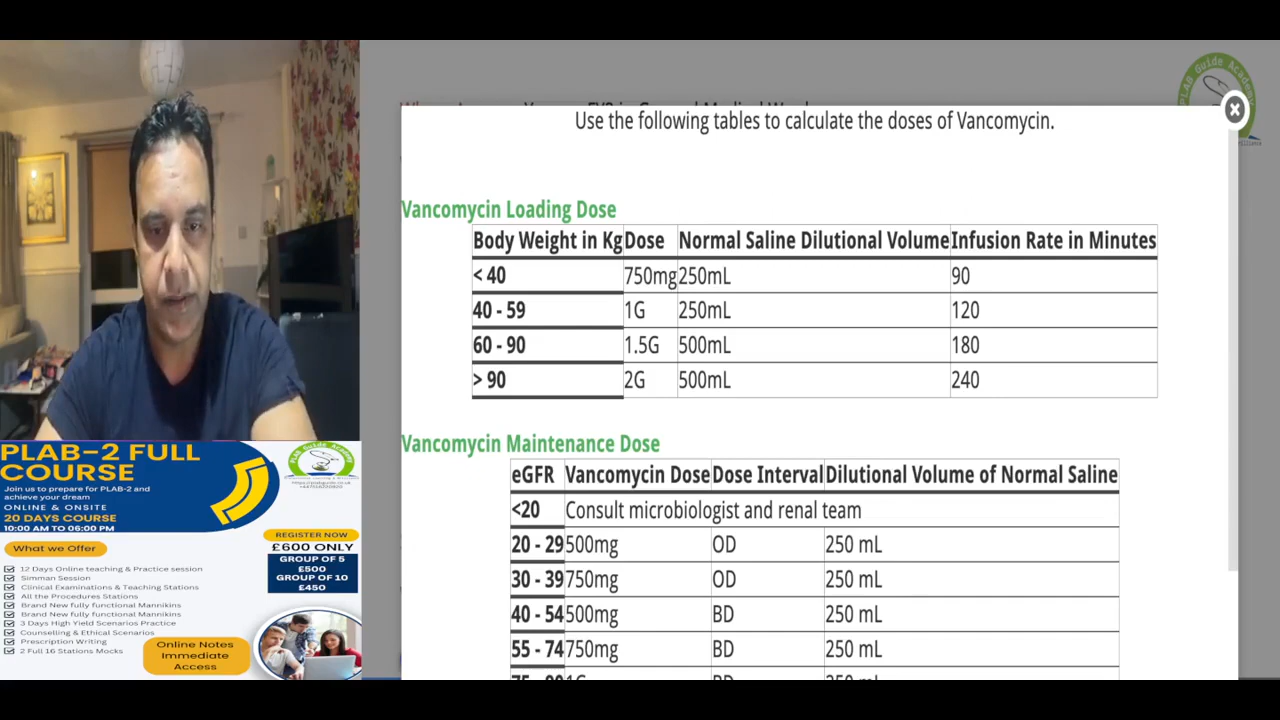 Use the following tables to calculate the doses of Vancomycin.
Vancomycin Loading Dose
Body Weight in Kg Dose Normal Saline Dilutional Volume Infusion Rate in Minutes
< 40 750mg 250mL 90
40 - 59 1G 250mL 120
60 - 90 1.5G 500mL 180
> 90 2G 500mL 240
Vancomycin Maintenance Dose
eGFR Vancomycin Dose Dose Interval Dilutional Volume of Normal Saline
<20 Consult microbiologist and renal team
20 - 29 500mg OD 250 mL
30 - 39 750mg OD 250 mL
40 - 54 500mg BD 250 mL
55 - 74 750mg BD 250 mL
PLAB Guide Academy
PLAB-2 FULL
COURSE
Join us to prepare for PLAB-2 and
achieve your dream
ONLINE & ONSITE
20 DAYS COURSE
10:00 AM TO 06:00 PM
What we Offer
12 Days Online teaching & Practice session
Simman Session
Clinical Examinations & Teaching Stations
All the Procedures Stations
Brand New fully functional Mannikins
Brand New fully functional Mannikins
3 Days High Yield Scenarios Practice
Counselling & Ethical Scenarios
Prescription Writing
2 Full 16 Stations Mocks
REGISTER NOW
£600 ONLY
GROUP OF 5
£500
GROUP OF 10
£450
Online Notes
Immediate
Access